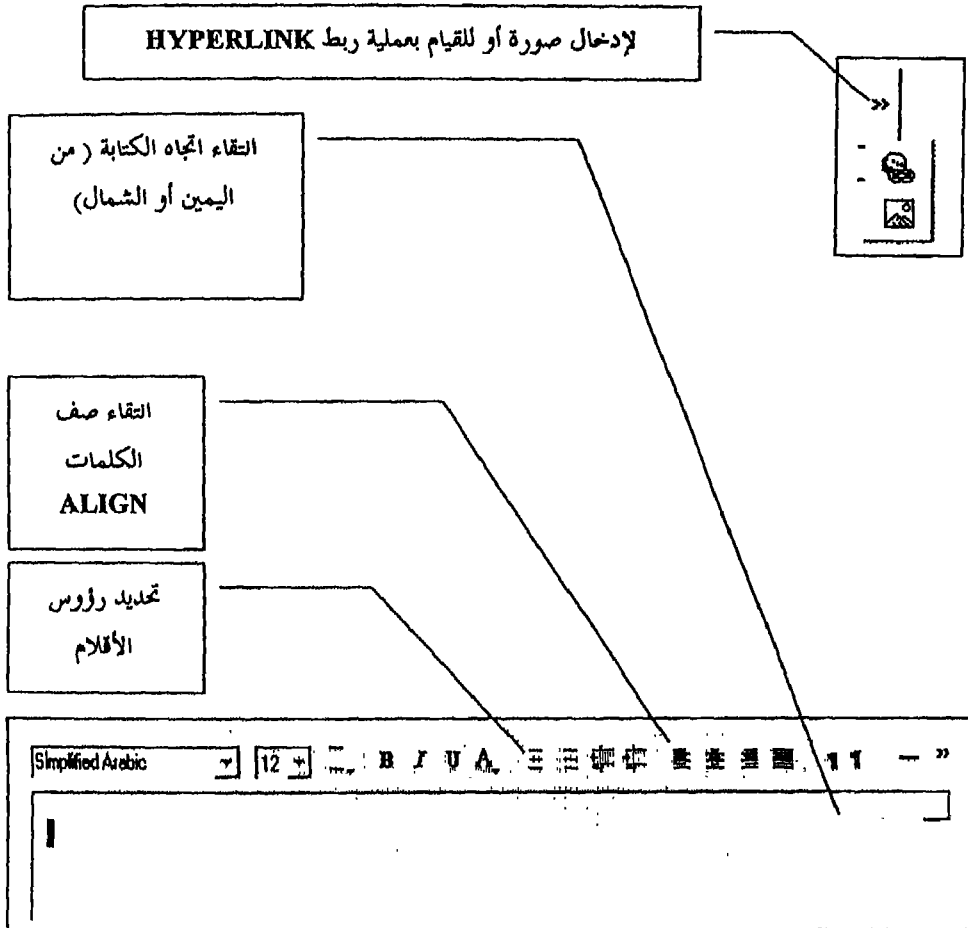 لإدخال صورة أو للقيام بعملية ربط HYPERLINK
»
التقاء اتجاه الكتابة ( من
اليمين أو الشمال)
التقاء صف
الكلمات
ALIGN
تحديد رؤوس
الأقلام
Simplified Arabic 12 B I U A ¶ ¶ — »